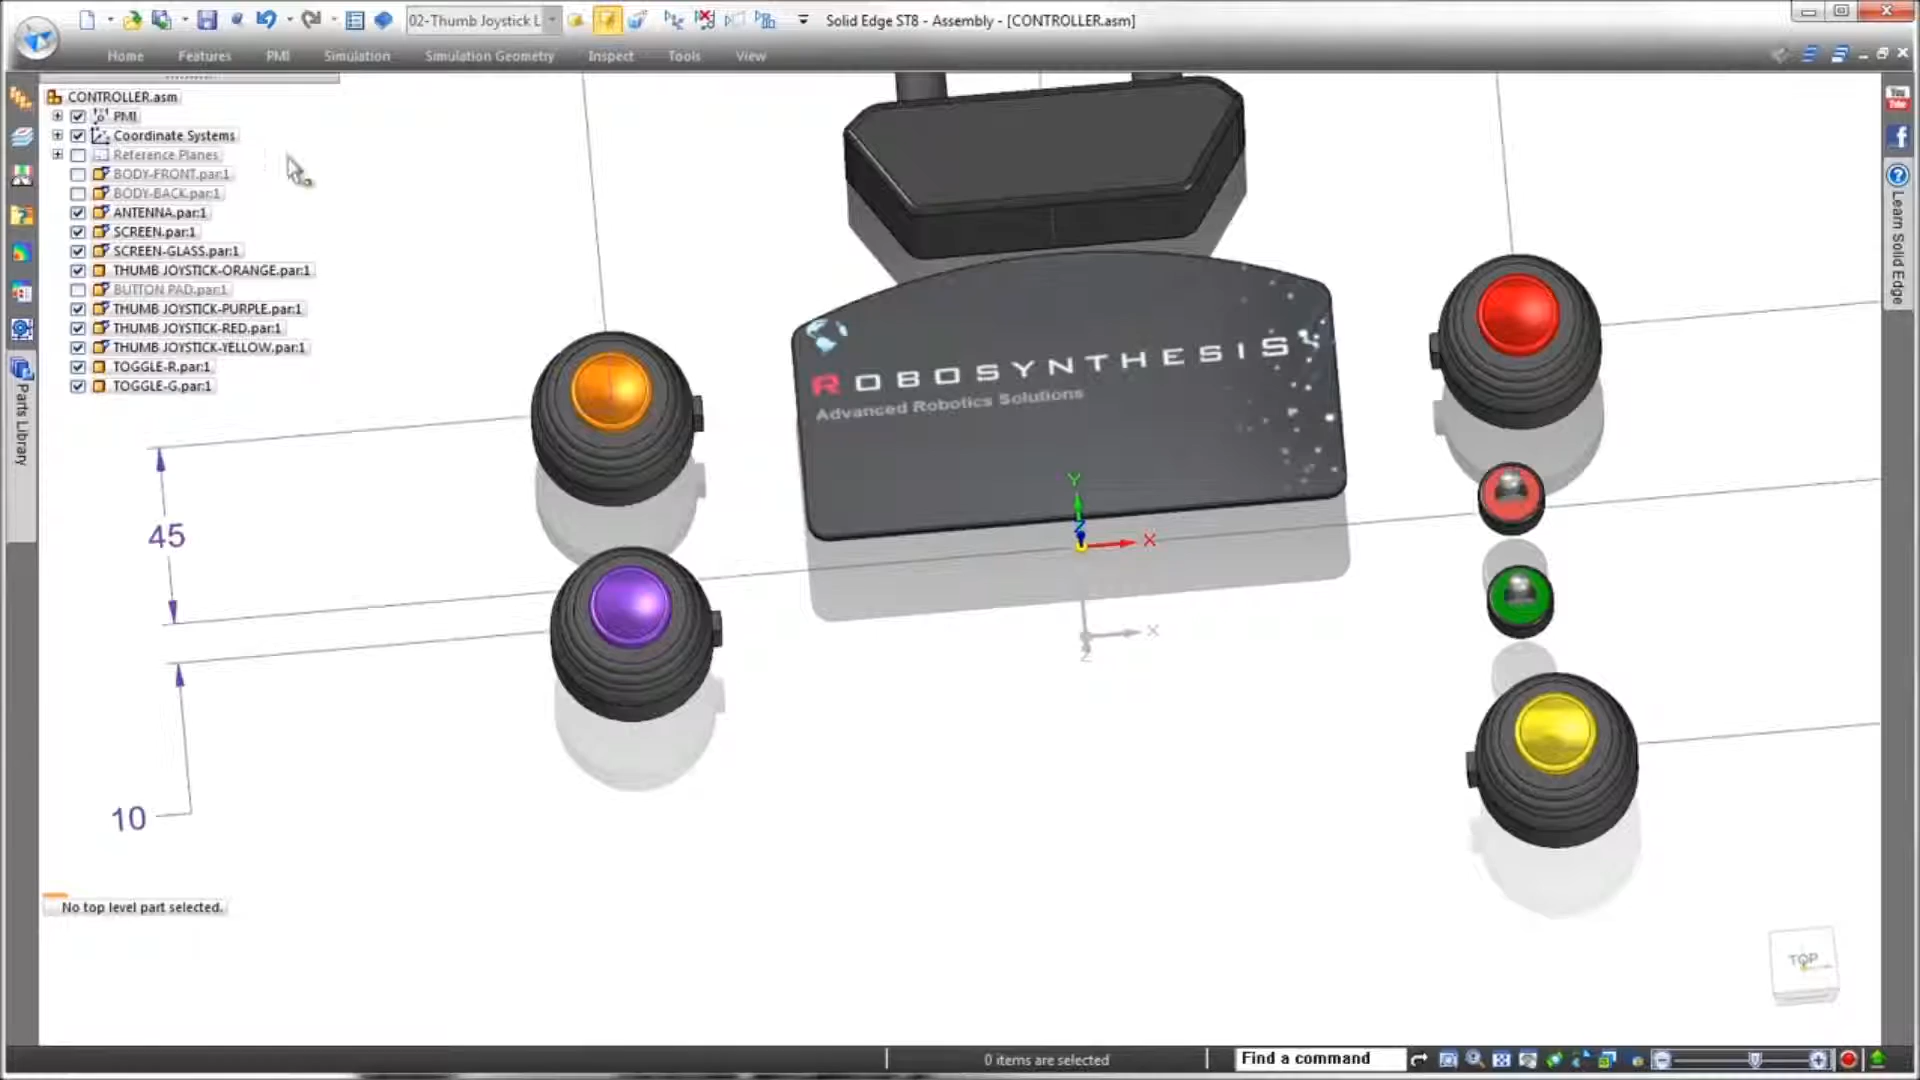 02-Thumb Joystick L
Solid Edge ST8 - Assembly - [CONTROLLER.asm]
Home
Features
PMI
Simulation
Simulation Geometry
Inspect
Tools
View
CONTROLLER.asm
PMI
Coordinate Systems
Reference Planes
BODY-FRONT.par:1
BODY-BACK.par:1
ANTENNA.par:1
SCREEN.par:1
SCREEN-GLASS.par:1
THUMB JOYSTICK-ORANGE.par:1
BUTTON PAD.par:1
THUMB JOYSTICK-PURPLE.par:1
THUMB JOYSTICK-RED.par:1
THUMB JOYSTICK-YELLOW.par:1
TOGGLE-R.par:1
TOGGLE-G.par:1
Parts Library
You
Tube
Learn Solid Edge
ROBOSYNTHESIS
Advanced Robotics Solutions
Y
Z
X
X
Z
45
10
No top level part selected.
TOP
0 items are selected
Find a command